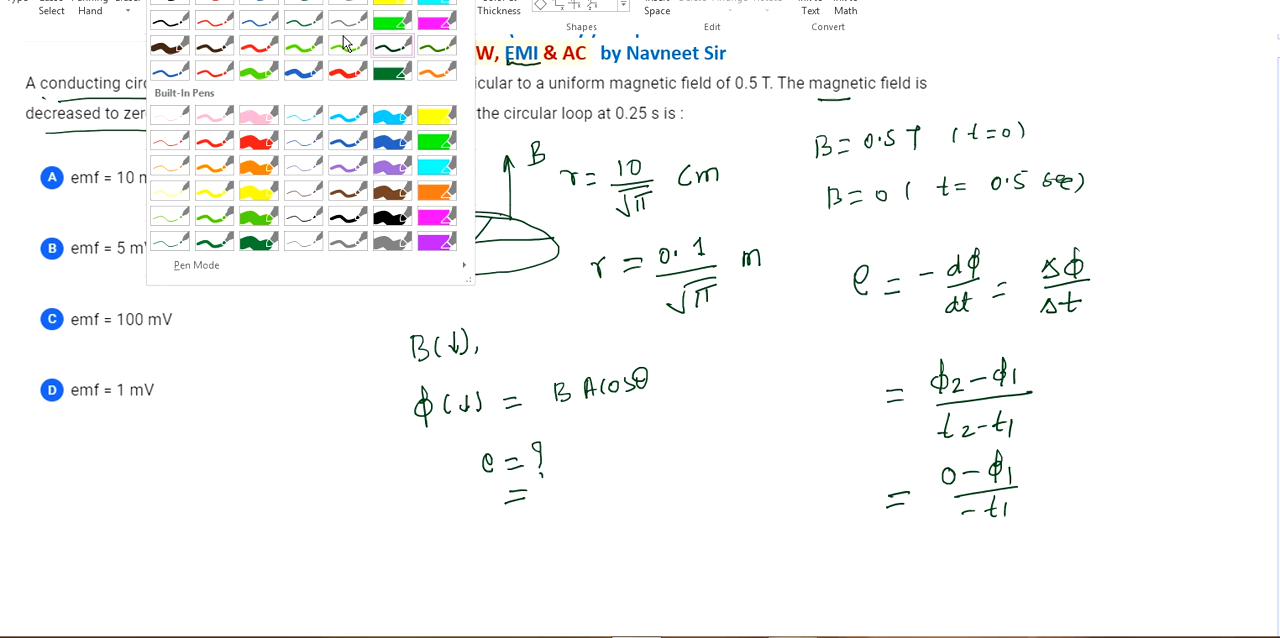 Select
Hand
Thickness
Shapes
Space
Edit
Text
Math
Convert
W, EMI & AC by Navneet Sir
A conducting circ
icular to a uniform magnetic field of 0.5 T. The magnetic field is
decreased to zer
the circular loop at 0.25 s is :
Built-In Pens
Pen Mode
A emf = 10 m
B emf = 5 m
C emf = 100 mV
D emf = 1 mV
B
r = 10/√π cm
r = 0.1/√π m
B = 0.5 T (t=0)
B = 0 ( t = 0.5 sec)
e = - dϕ/dt = Δϕ/Δt
B(↓),
ϕ(↓) = B A cosθ
e = ?
=
= ϕ2 - ϕ1 / t2 - t1
= 0 - ϕ1 / - t1